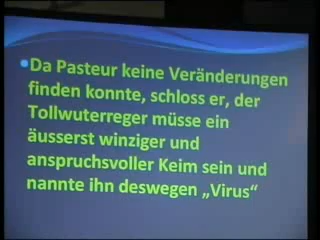 Da Pasteur keine Veränderungen
finden konnte, schloss er, der
Tollwuterreger müsse ein
äusserst winziger und
anspruchsvoller Keim sein und
nannte ihn deswegen „Virus“